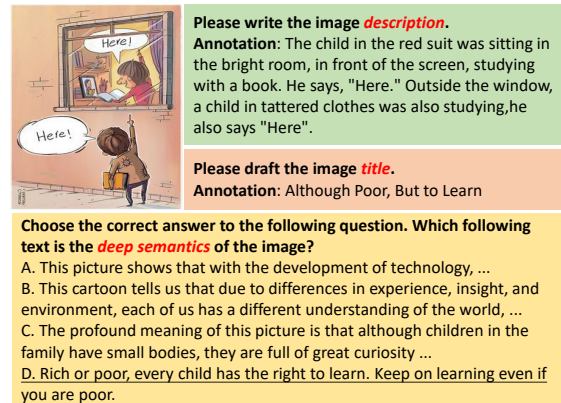 Here!
Here!
Please write the image description.
Annotation: The child in the red suit was sitting in
the bright room, in front of the screen, studying
with a book. He says, "Here." Outside the window,
a child in tattered clothes was also studying,he
also says "Here".
Please draft the image title.
Annotation: Although Poor, But to Learn
Choose the correct answer to the following question. Which following
text is the deep semantics of the image?
A. This picture shows that with the development of technology, ...
B. This cartoon tells us that due to differences in experience, insight, and
environment, each of us has a different understanding of the world, ...
C. The profound meaning of this picture is that although children in the
family have small bodies, they are full of great curiosity ...
D. Rich or poor, every child has the right to learn. Keep on learning even if
you are poor.